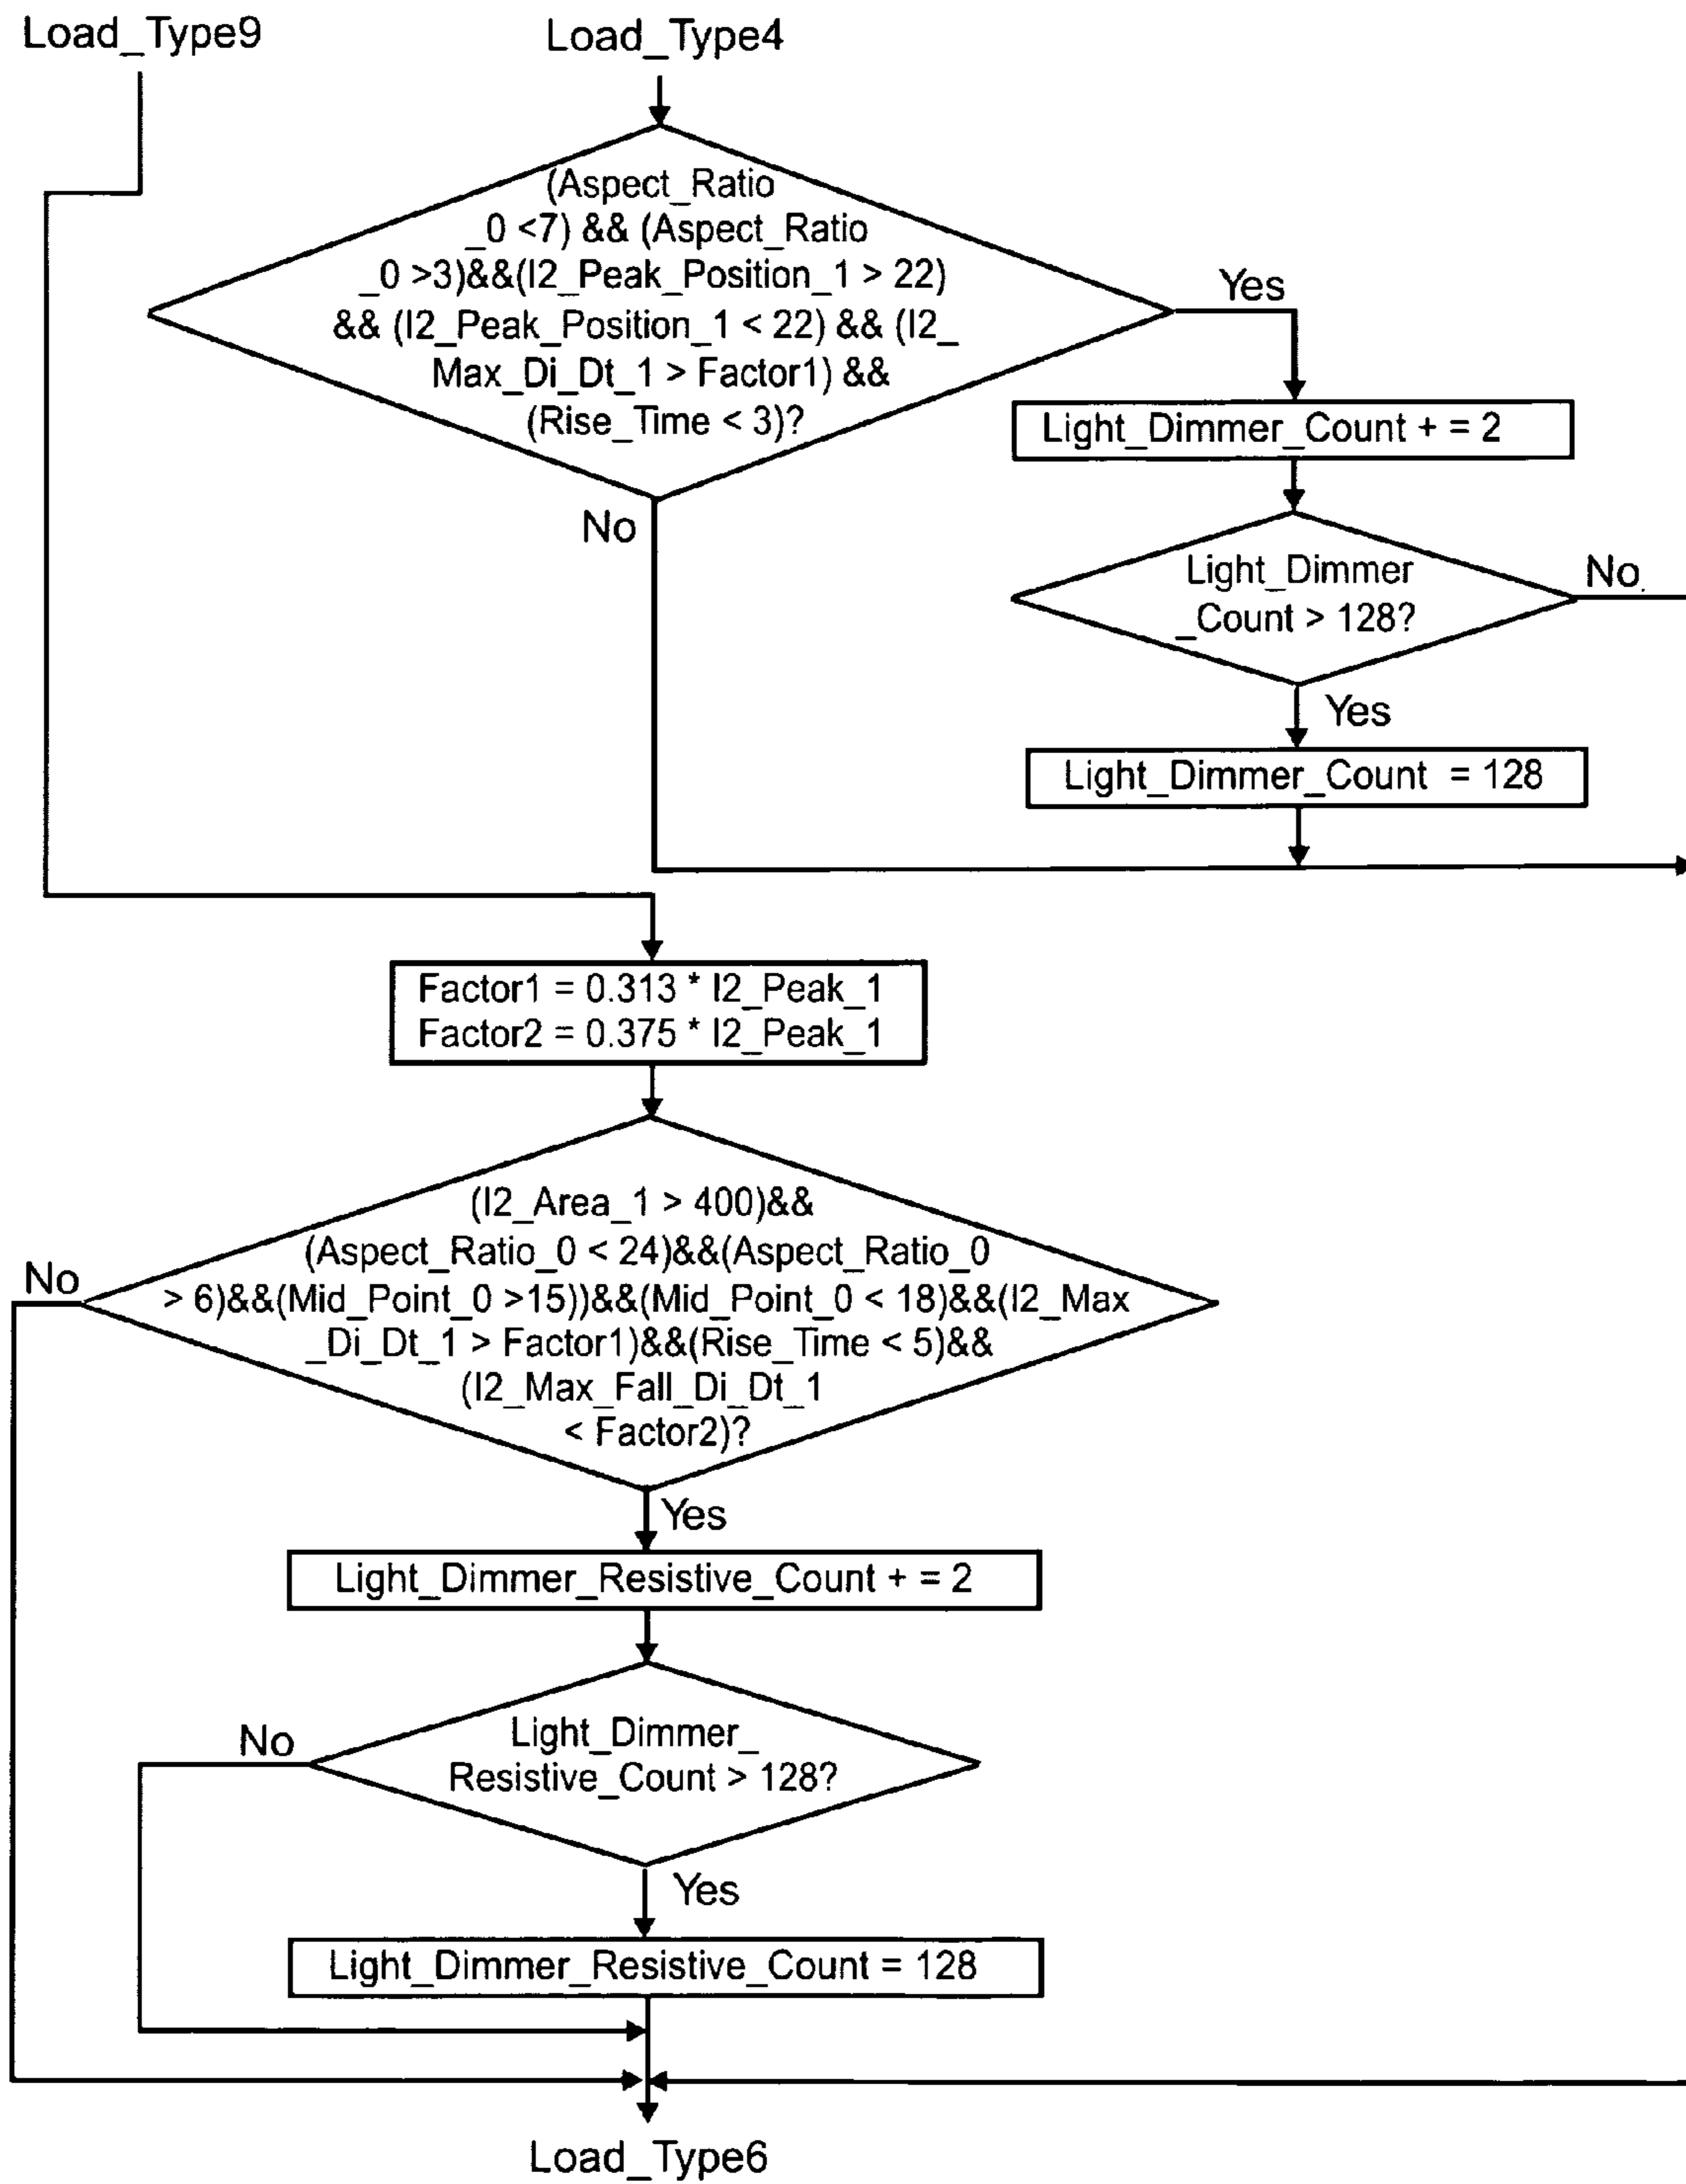 Load_Type9
Load_Type4
(Aspect_Ratio
_0 <7) && (Aspect_Ratio
_0 >3)&&(I2_Peak_Position_1 > 22)
&& (I2_Peak_Position_1 < 22) && (I2_
Max_Di_Dt_1 > Factor1) &&
(Rise_Time < 3)?
Yes
No
Light_Dimmer_Count + = 2
Light_Dimmer
_Count > 128?
No
Yes
Light_Dimmer_Count = 128
Factor1 = 0.313 * I2_Peak_1
Factor2 = 0.375 * I2_Peak_1
(I2_Area_1 > 400)&&
(Aspect_Ratio_0 < 24)&&(Aspect_Ratio_0
> 6)&&(Mid_Point_0 >15))&&(Mid_Point_0 < 18)&&(I2_Max
_Di_Dt_1 > Factor1)&&(Rise_Time < 5)&&
(I2_Max_Fall_Di_Dt_1
< Factor2)?
No
Yes
Light_Dimmer_Resistive_Count + = 2
Light_Dimmer_
Resistive_Count > 128?
No
Yes
Light_Dimmer_Resistive_Count = 128
Load_Type6